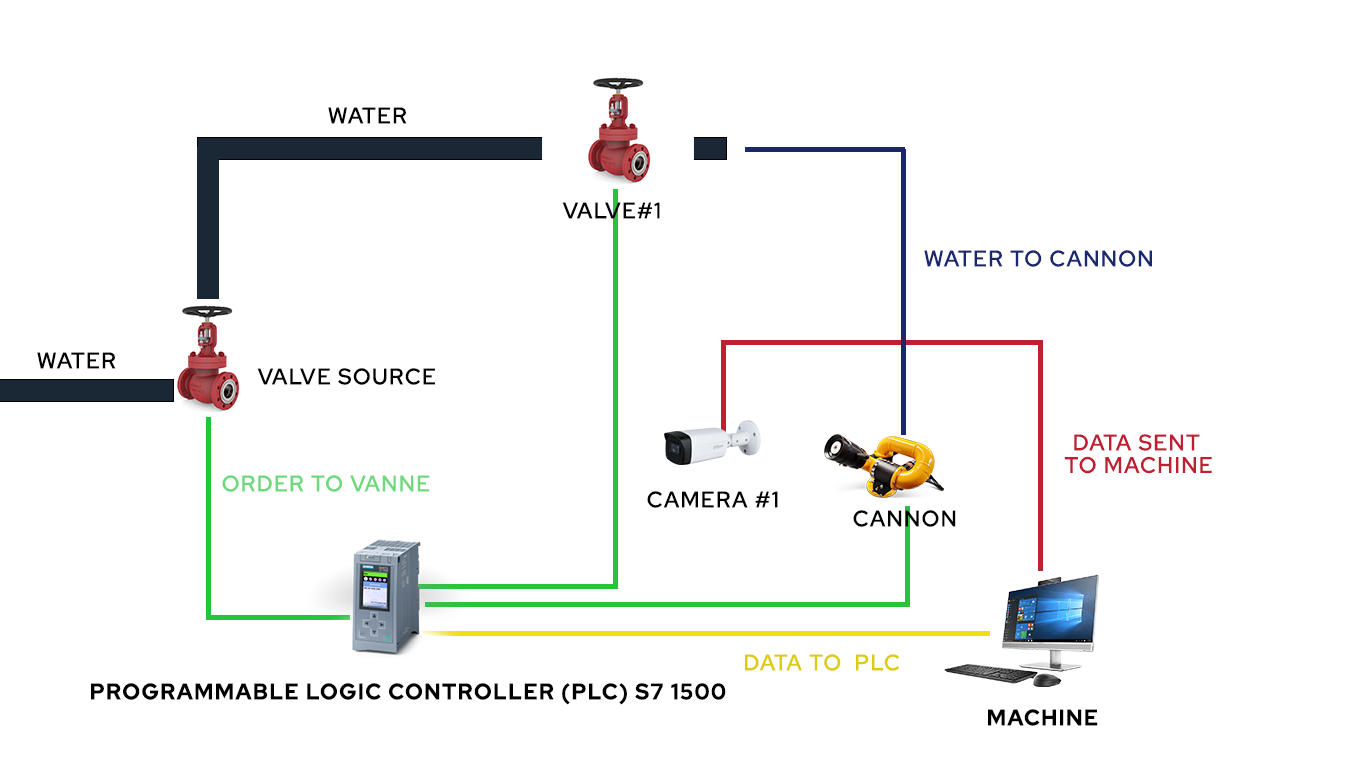 WATER
VALVE#1
WATER TO CANNON
WATER
VALVE SOURCE
DATA SENT
TO MACHINE
ORDER TO VANNE
CAMERA #1
CANNON
DATA TO PLC
PROGRAMMABLE LOGIC CONTROLLER (PLC) S7 1500
MACHINE